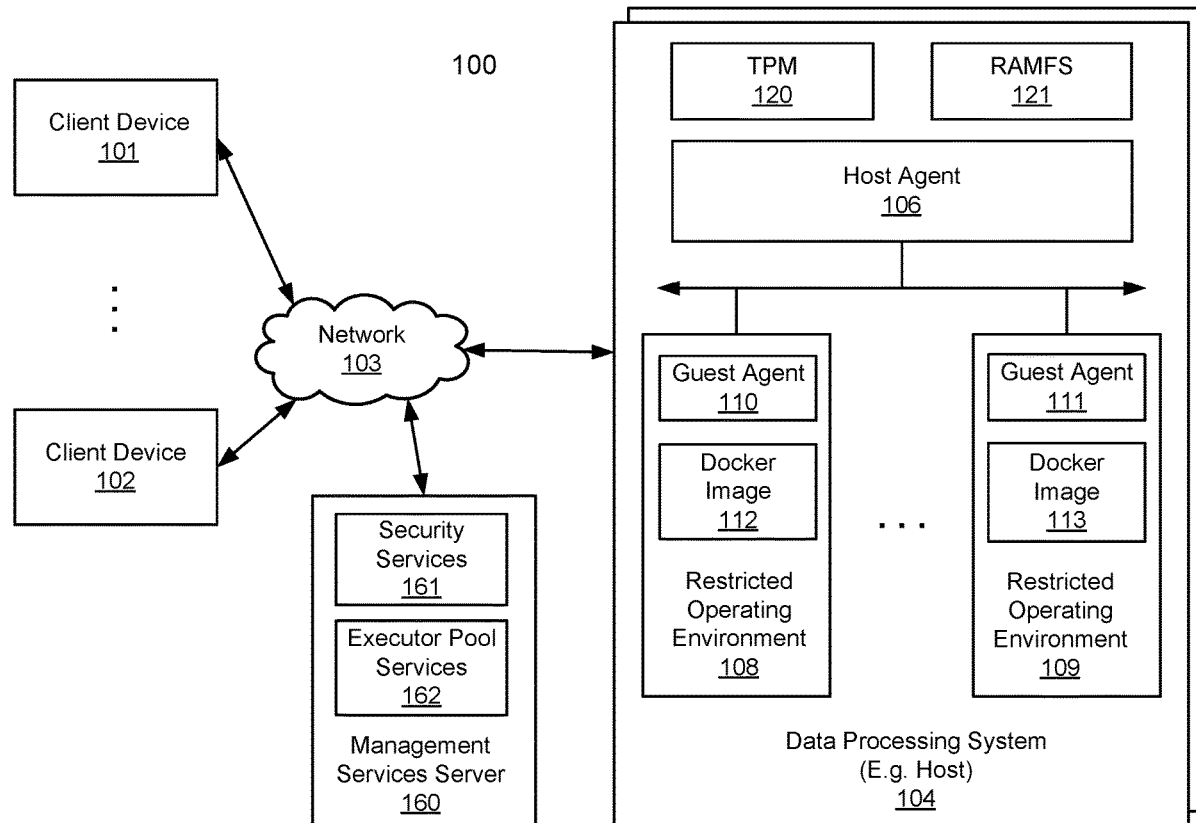 100
Client Device
101
Client Device
102
Network
103
Security
Services
161
Executor Pool
Services
162
Management
Services Server
160
TPM
120
RAMFS
121
Host Agent
106
Guest Agent
110
Docker
Image
112
Restricted
Operating
Environment
108
. . .
Guest Agent
111
Docker
Image
113
Restricted
Operating
Environment
109
Data Processing System
(E.g. Host)
104